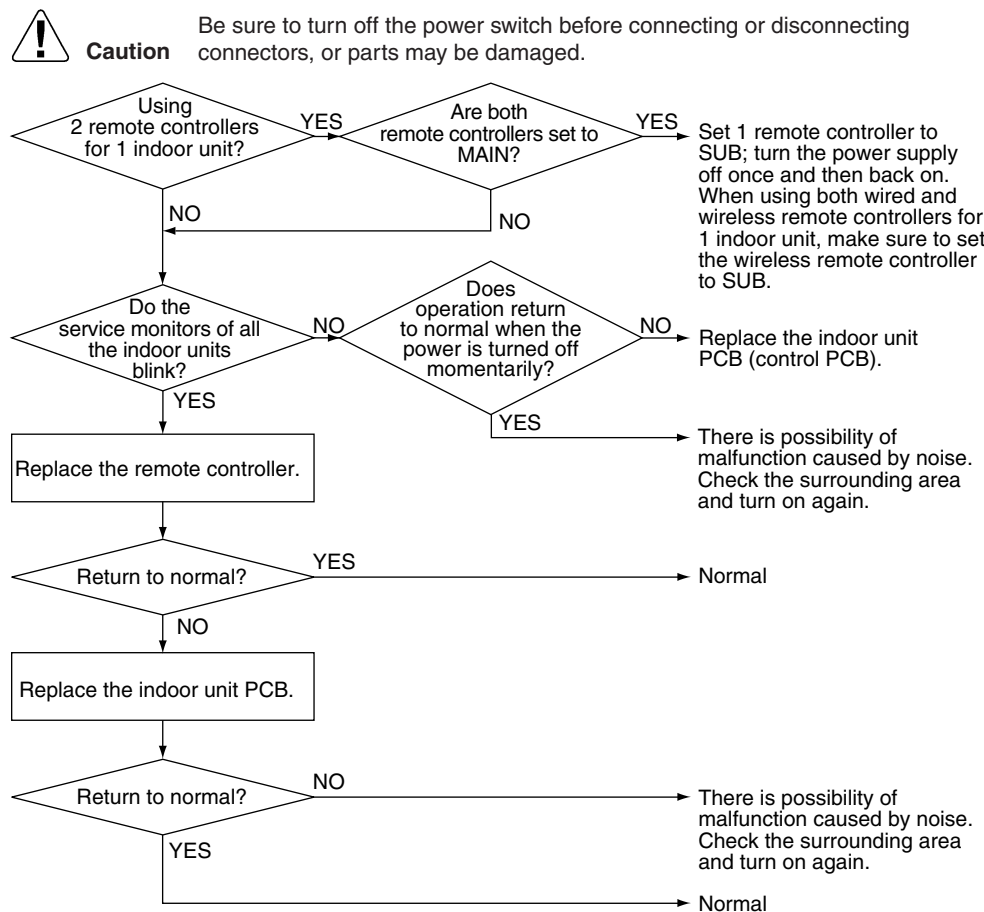 Be sure to turn off the power switch before connecting or disconnecting
Caution
connectors, or parts may be damaged.
Using
2 remote controllers
for 1 indoor unit?
YES
Are both
remote controllers set to
MAIN?
YES
Set 1 remote controller to
SUB; turn the power supply
off once and then back on.
When using both wired and
wireless remote controllers for
1 indoor unit, make sure to set
the wireless remote controller
to SUB.
NO
NO
Do the
service monitors of all
the indoor units
blink?
NO
Does
operation return
to normal when the
power is turned off
momentarily?
NO
Replace the indoor unit
PCB (control PCB).
YES
YES
There is possibility of
malfunction caused by noise.
Check the surrounding area
and turn on again.
Replace the remote controller.
Return to normal?
YES
Normal
NO
Replace the indoor unit PCB.
Return to normal?
NO
There is possibility of
malfunction caused by noise.
Check the surrounding area
and turn on again.
YES
Normal